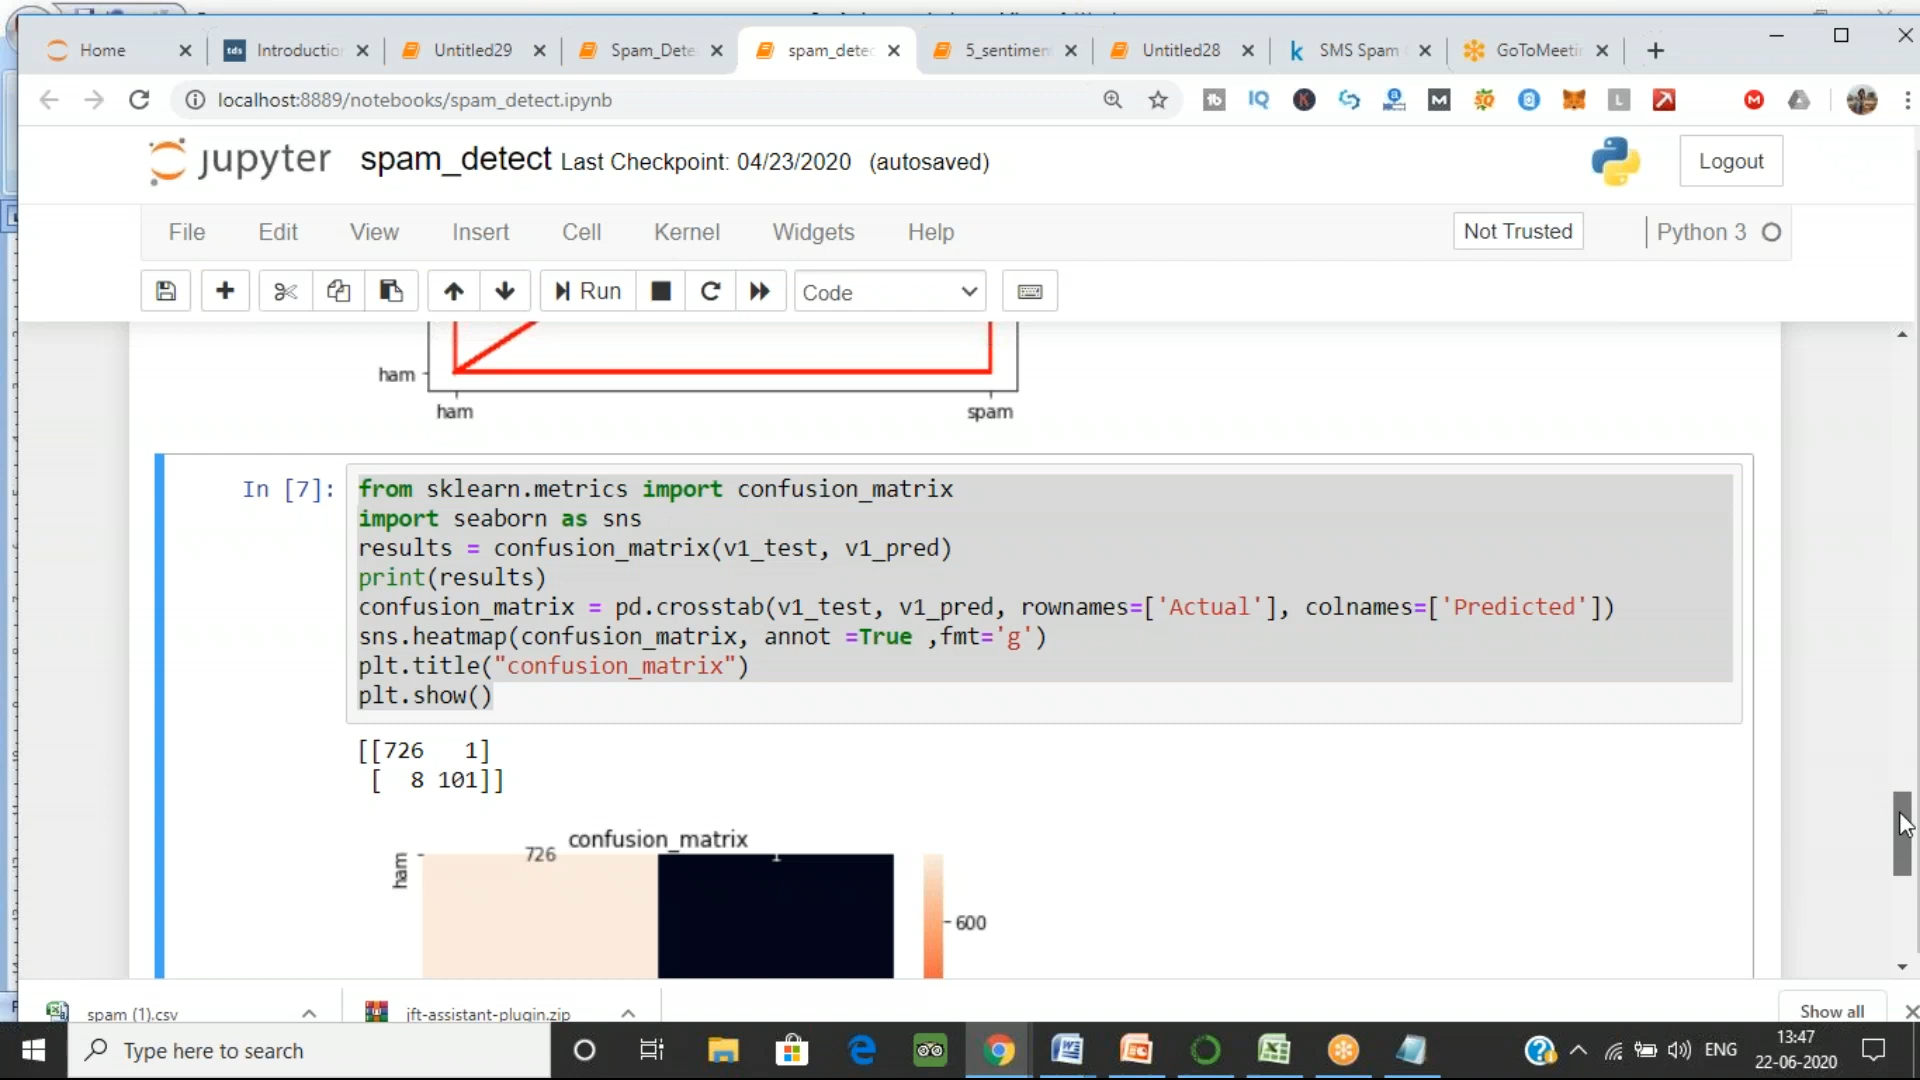 Home
tds Introduction
Untitled29
Spam_Dete
spam_detec
5_sentimen
Untitled28
k SMS Spam
GoToMeetin
localhost:8889/notebooks/spam_detect.ipynb
jupyter spam_detect Last Checkpoint: 04/23/2020 (autosaved)
Logout
File Edit View Insert Cell Kernel Widgets Help
Not Trusted
Python 3
Run
Code
ham
ham spam
In [7]:
from sklearn.metrics import confusion_matrix
import seaborn as sns
results = confusion_matrix(v1_test, v1_pred)
print(results)
confusion_matrix = pd.crosstab(v1_test, v1_pred, rownames=['Actual'], colnames=['Predicted'])
sns.heatmap(confusion_matrix, annot =True ,fmt='g')
plt.title("confusion_matrix")
plt.show()
[[726   1]
[  8 101]]
confusion_matrix
ham
726
1
600
spam (1).csv
jft-assistant-plugin.zip
Show all
Type here to search
ENG
13:47
22-06-2020